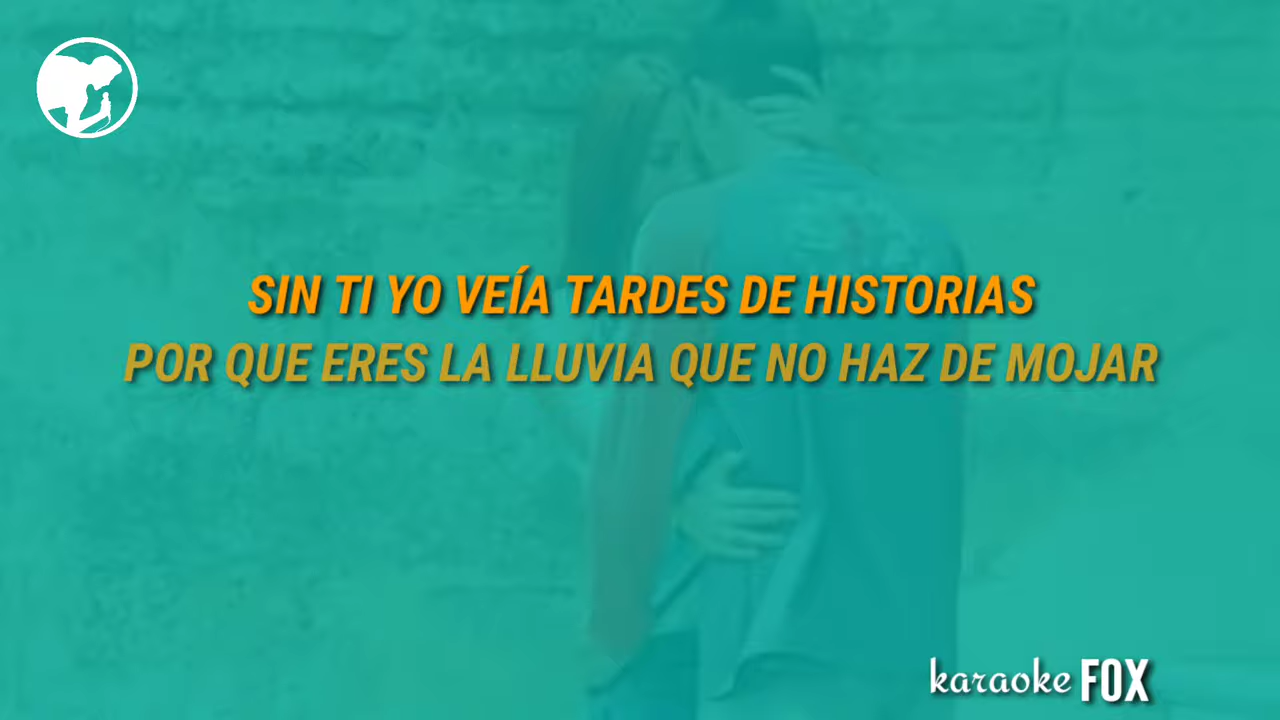 SIN TI YO VEÍA TARDES DE HISTORIAS
POR QUE ERES LA LLUVIA QUE NO HAZ DE MOJAR
karaoke FOX